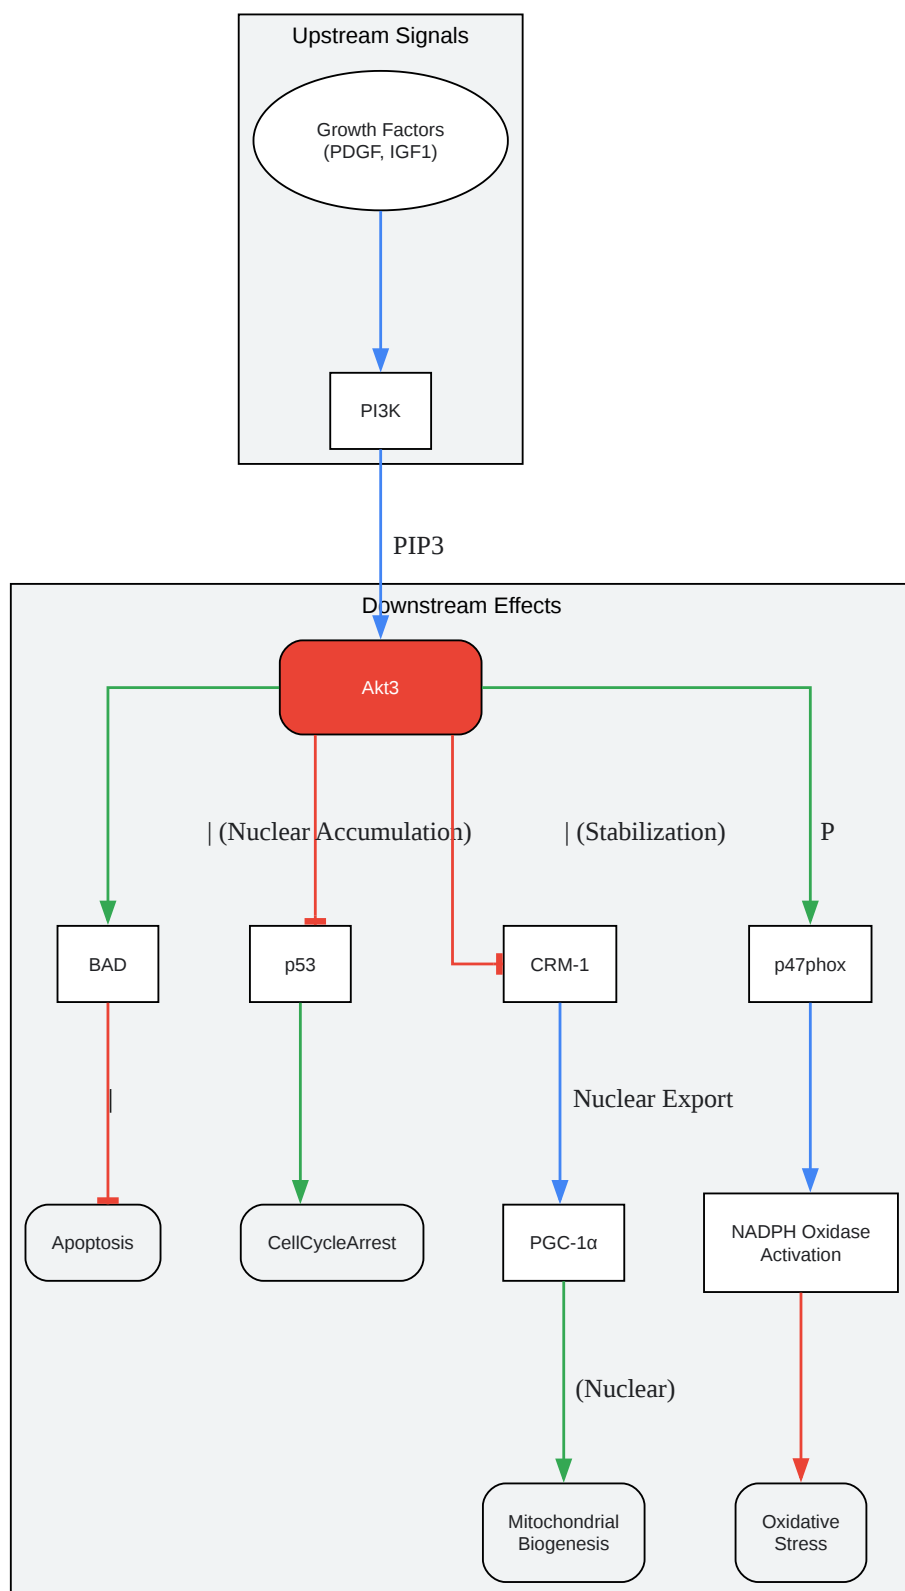 Upstream Signals
Growth Factors
(PDGF, IGF1)
PI3K
PIP3
Downstream Effects
Akt3
| (Nuclear Accumulation)
| (Stabilization)
P
BAD
p53
CRM-1
p47phox
|
Nuclear Export
Apoptosis
CellCycleArrest
PGC-1α
NADPH Oxidase
Activation
(Nuclear)
Mitochondrial
Biogenesis
Oxidative
Stress